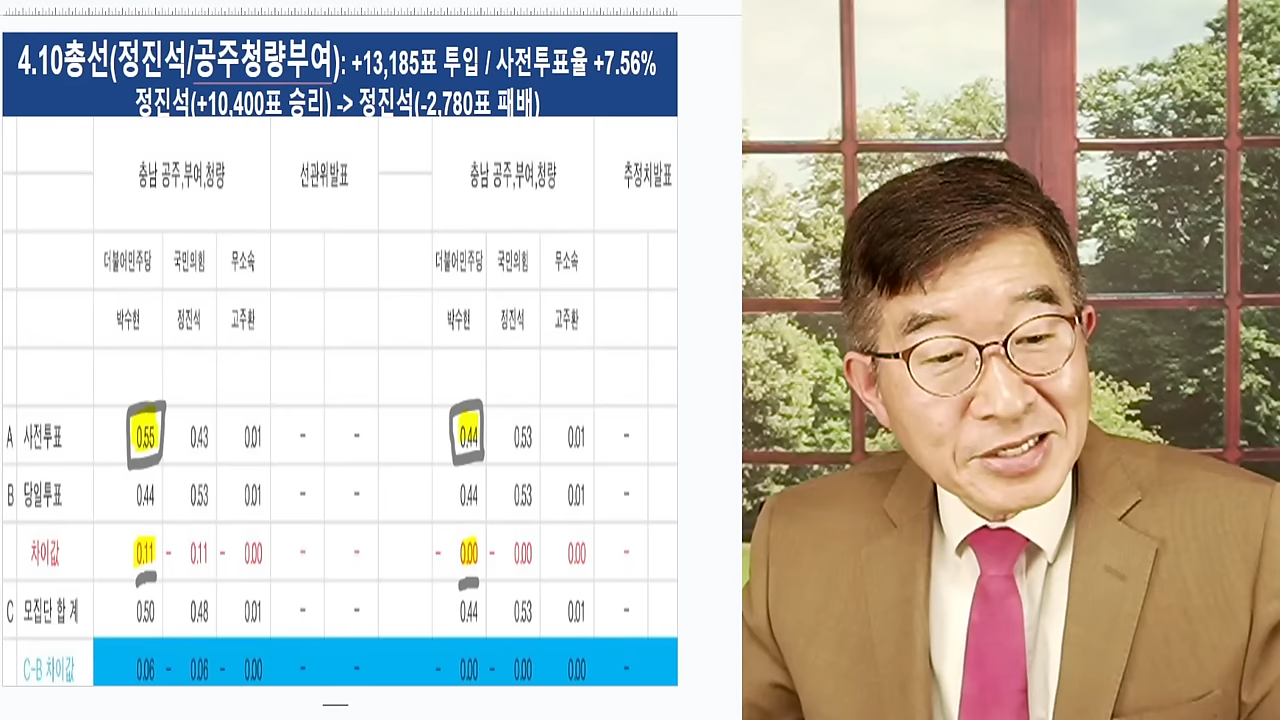 4.10총선(정진석/공주청량부여): +13,185표 투입 / 사전투표율 +7.56%
정진석(+10,400표 승리) -> 정진석(-2,780표 패배)
충남 공주,부여,청량 선관위발표 충남 공주,부여,청량 추정치발표
더불어민주당 국민의힘 무소속 더불어민주당 국민의힘 무소속
박수현 정진석 고주환 박수현 정진석 고주환
A 사전투표 0.55 0.43 0.01 - - 0.44 0.53 0.01 -
B 당일투표 0.44 0.53 0.01 - - 0.44 0.53 0.01 -
차이값 0.11 - 0.11 - 0.00 - - - 0.00 - 0.00 0.00 -
C 모집단 합 계 0.50 0.48 0.01 - - 0.44 0.53 0.01 -
C-B 차이값 0.06 - 0.06 - 0.00 - - - 0.00 - 0.00 0.00 -